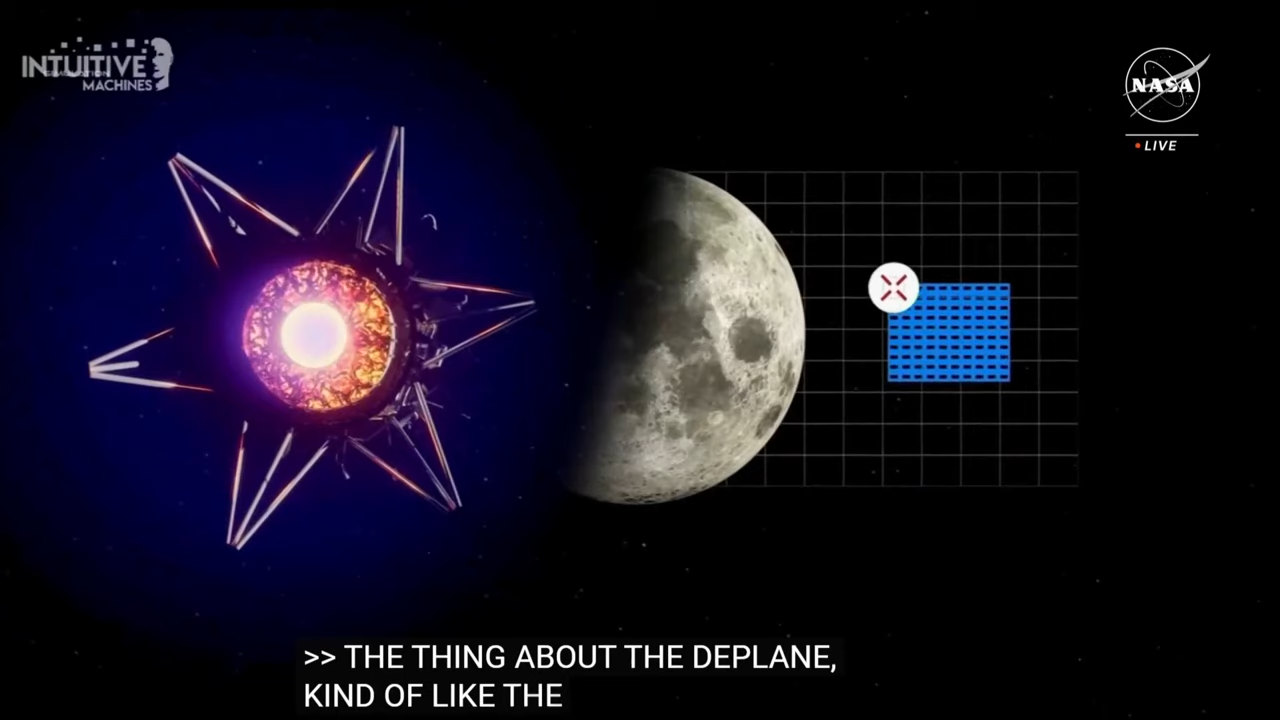 INTUITIVE
MACHINES
NASA
LIVE
>> THE THING ABOUT THE DEPLANE,
KIND OF LIKE THE